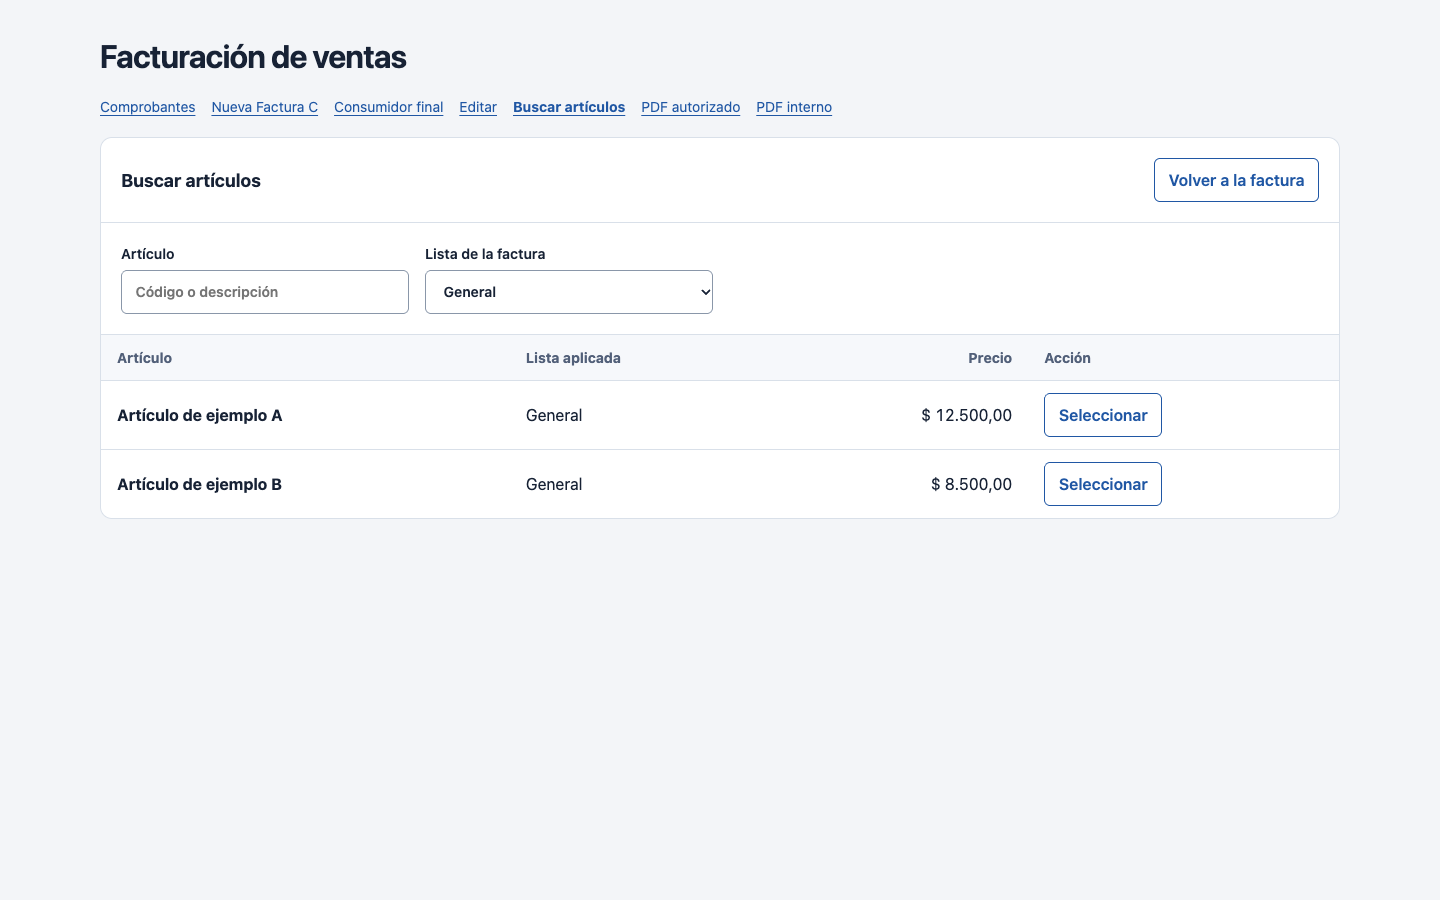 Facturación de ventas
Comprobantes Nueva Factura C Consumidor final Editar Buscar artículos PDF autorizado PDF interno
Buscar artículos Volver a la factura
Artículo Lista de la factura
Código o descripción General
Artículo Lista aplicada Precio Acción
Artículo de ejemplo A General $ 12.500,00 Seleccionar
Artículo de ejemplo B General $ 8.500,00 Seleccionar